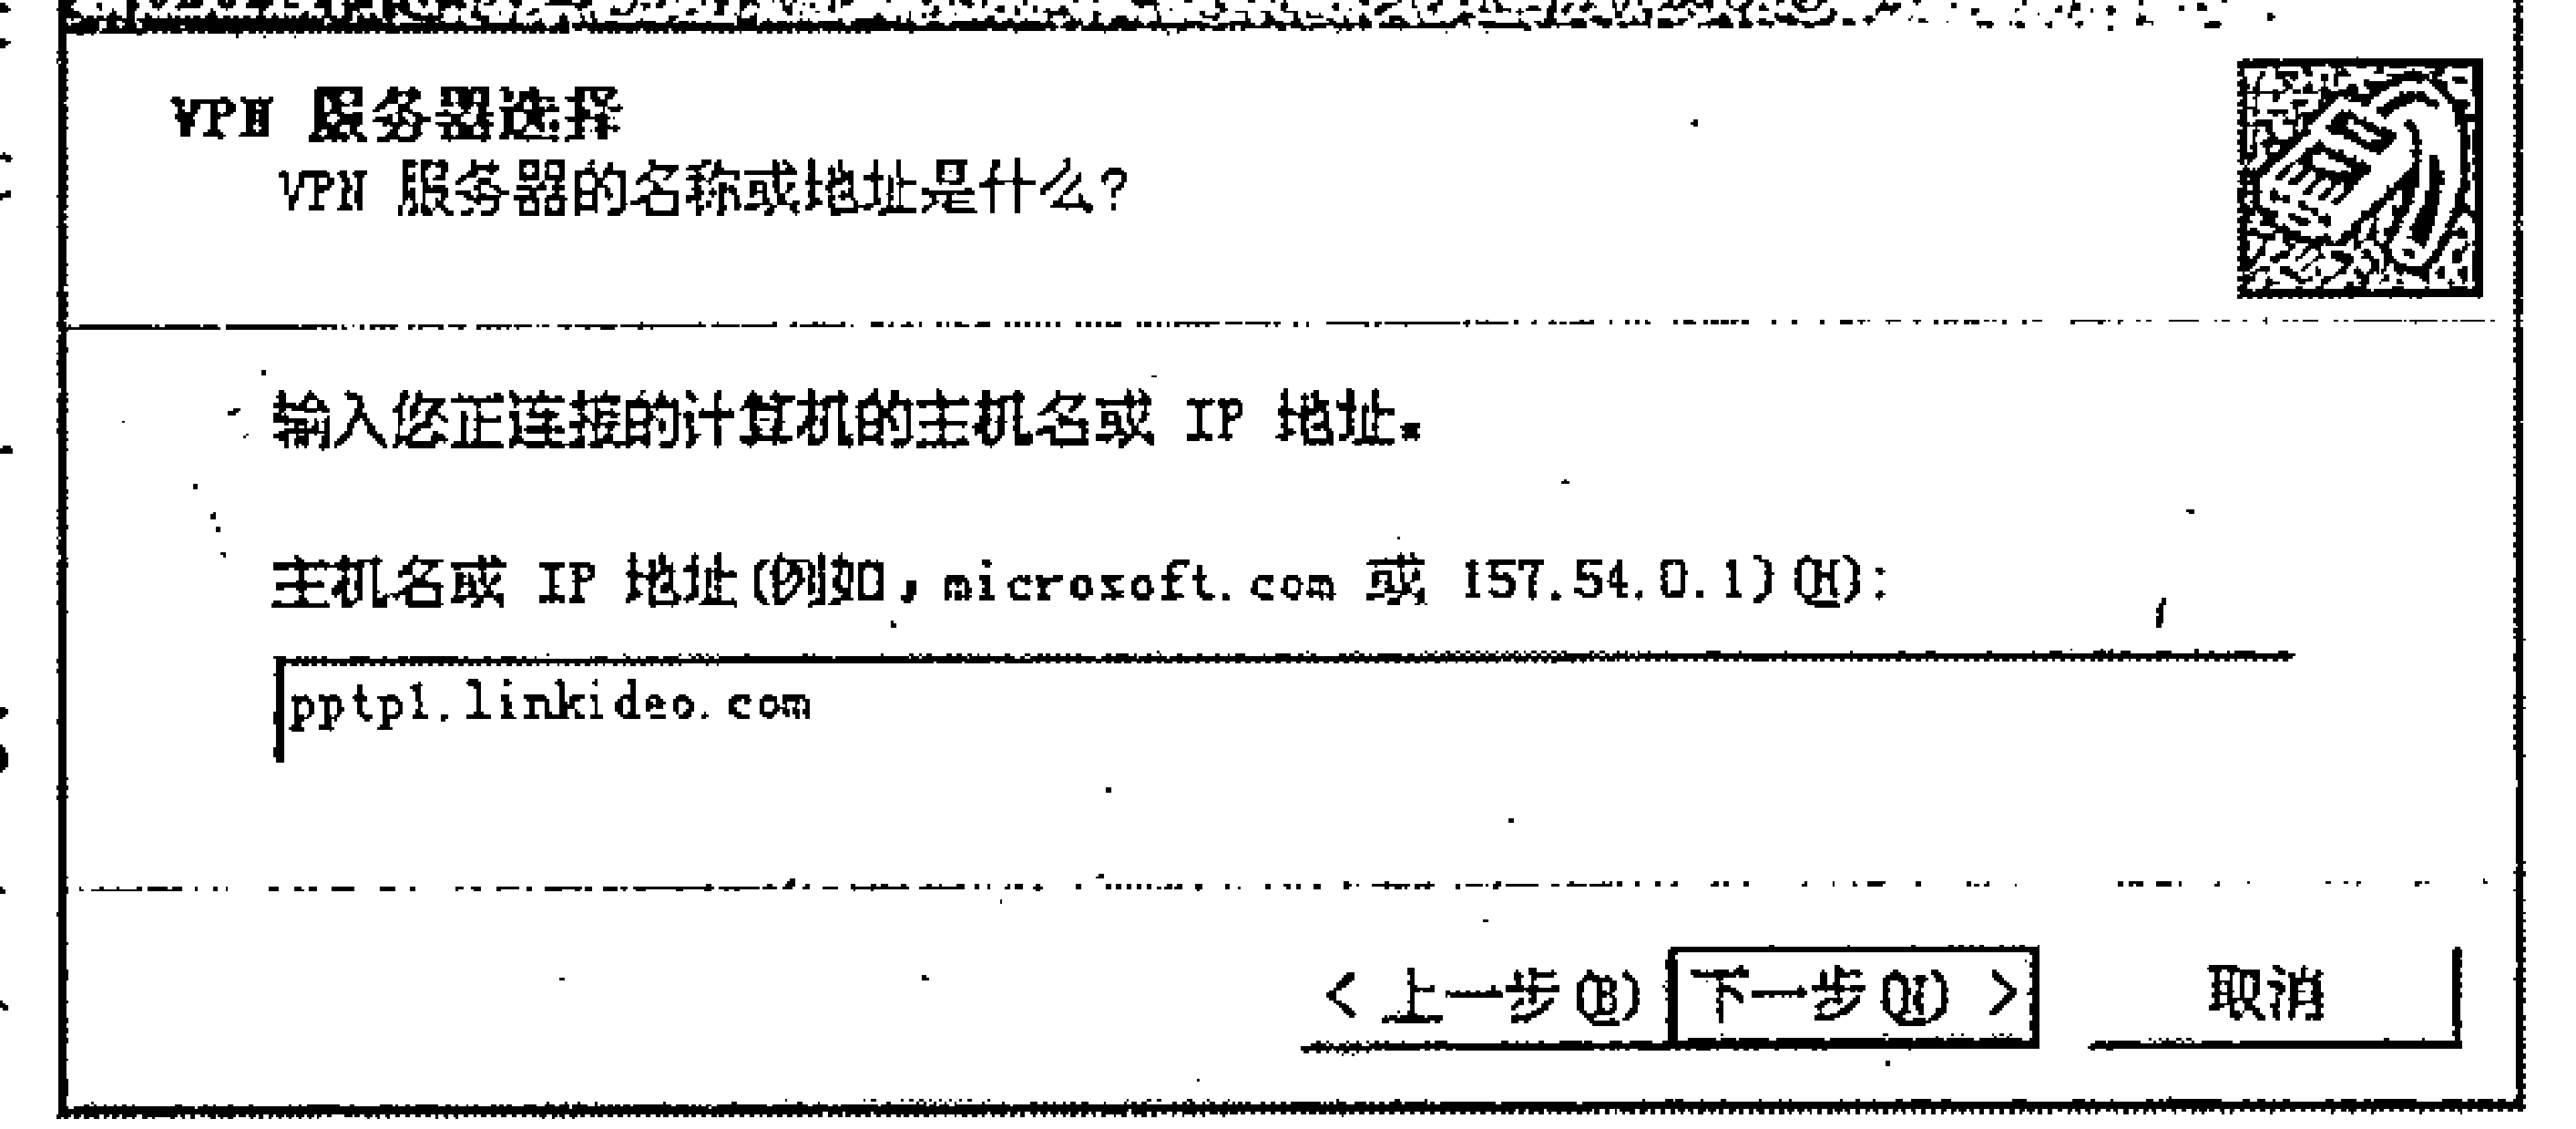 VPN 服务器选择
VPN 服务器的名称或地址是什么?
输入您正连接的计算机的主机名或 IP 地址。
主机名或 IP 地址(例如,microsoft.com 或 157.54.0.1)(H):
pptp1.linkideo.com
< 上一步(B) 下一步(N) > 取消